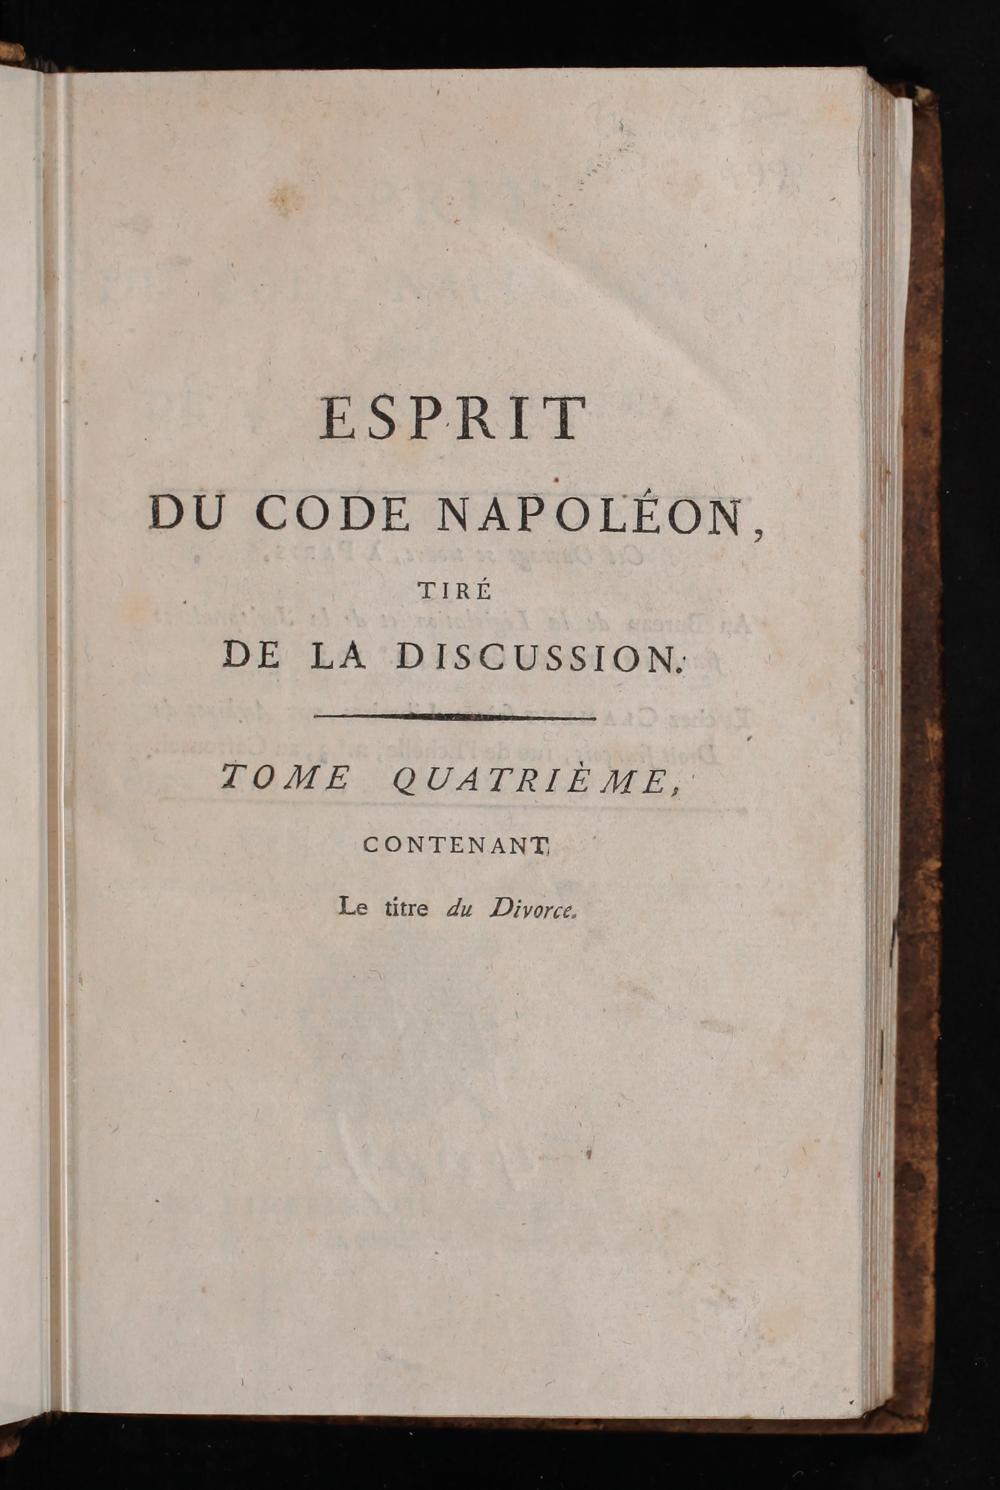 ESPRIT
DU CODE NAPOLÉON,
TIRÉ
DE LA DISCUSSION.
TOME QUATRIÈME,
CONTENANT
Le titre du Divorce.